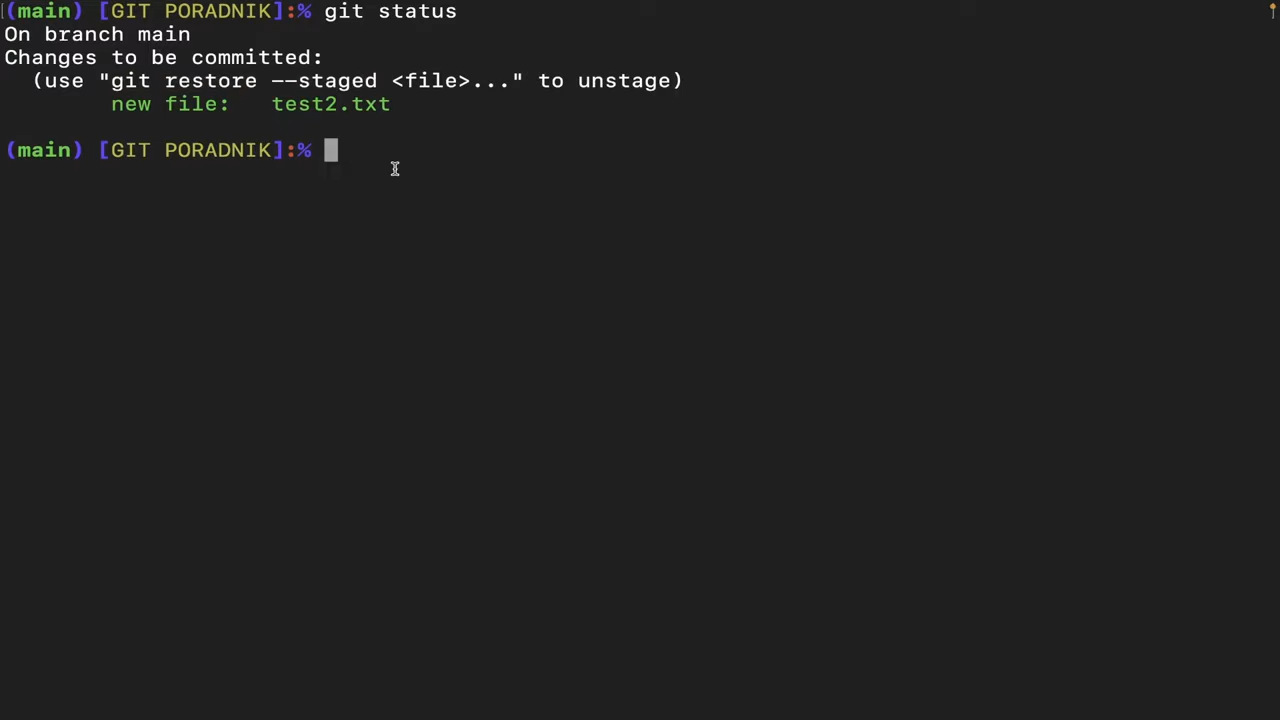 (main) [GIT PORADNIK]:% git status
On branch main
Changes to be committed:
  (use "git restore --staged <file>..." to unstage)
        new file:   test2.txt

(main) [GIT PORADNIK]:%